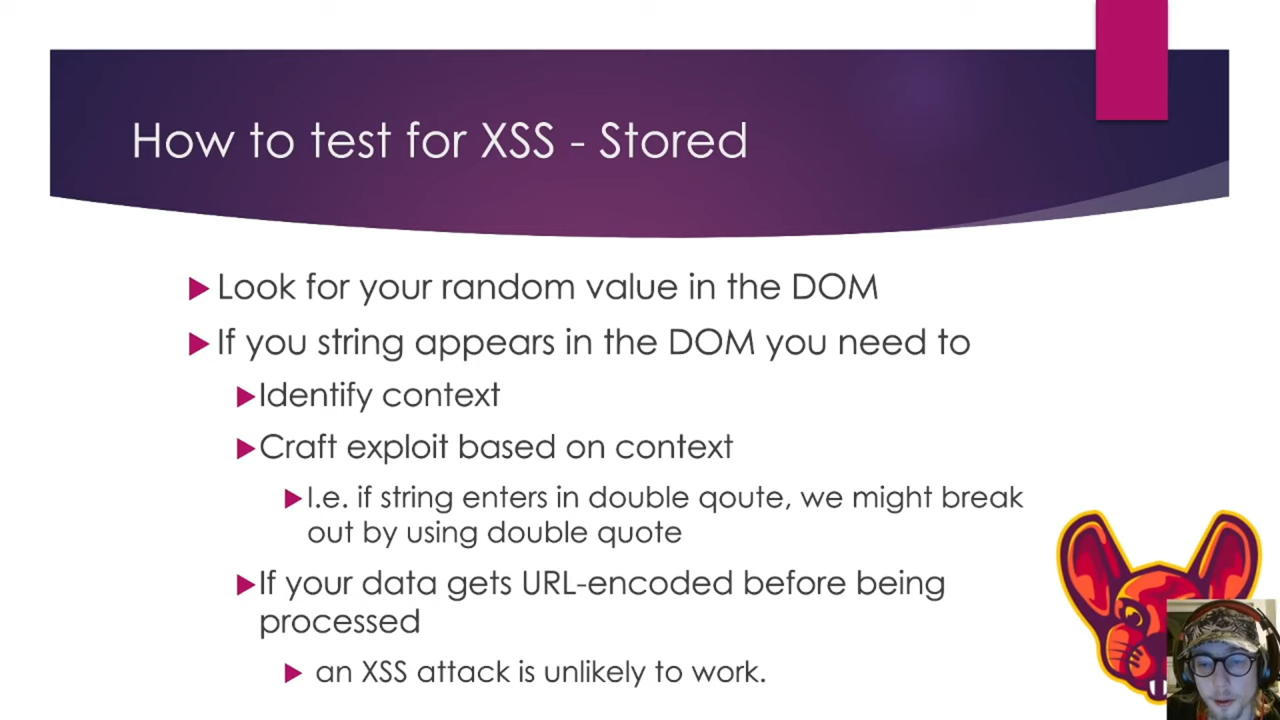 How to test for XSS - Stored
Look for your random value in the DOM
If you string appears in the DOM you need to
Identify context
Craft exploit based on context
I.e. if string enters in double qoute, we might break
out by using double quote
If your data gets URL-encoded before being
processed
an XSS attack is unlikely to work.